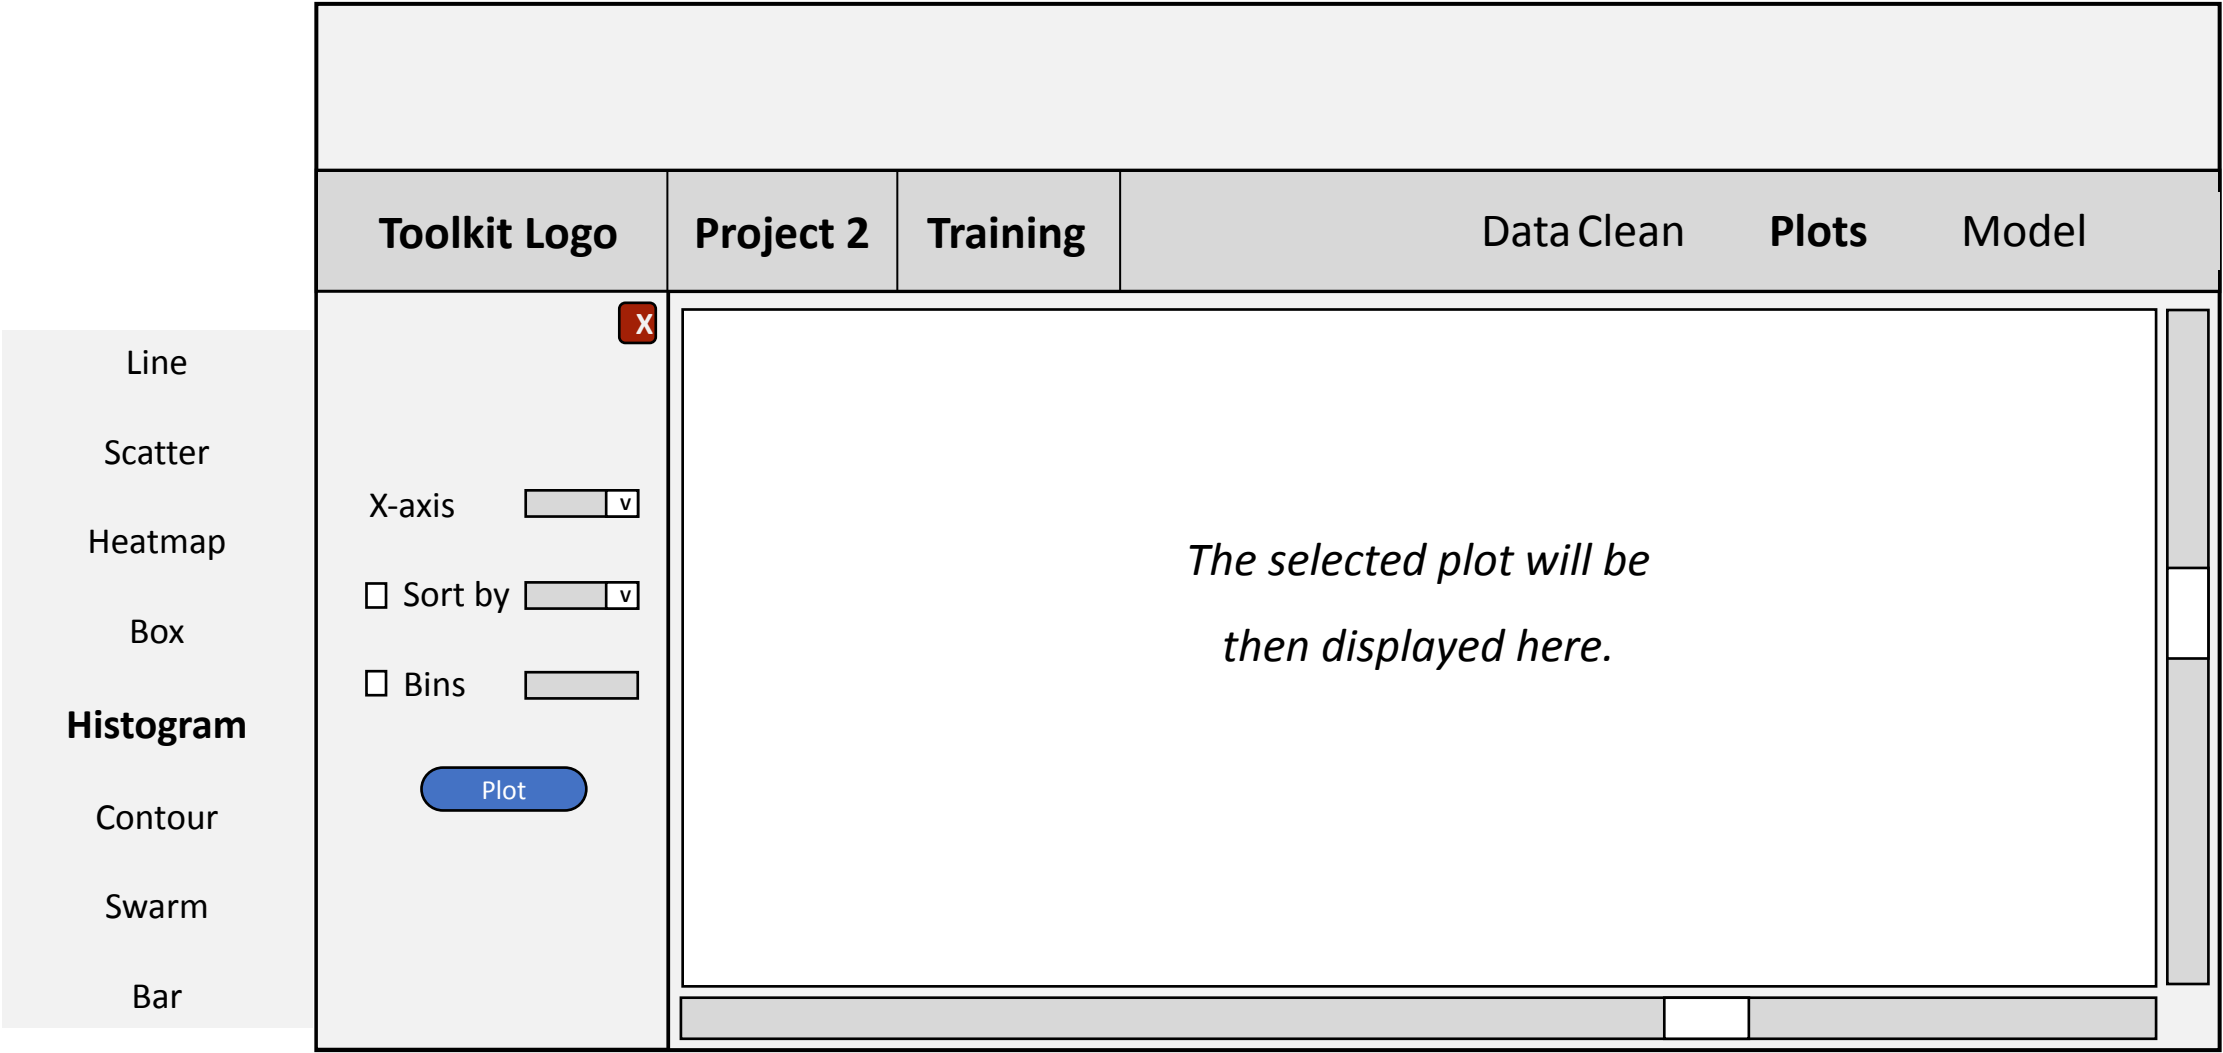 Toolkit Logo
Project 2
Training
Data Clean
Plots
Model
Line
Scatter
Heatmap
Box
Histogram
Contour
Swarm
Bar
X
X-axis
v
Sort by
v
Bins
Plot
The selected plot will be
then displayed here.